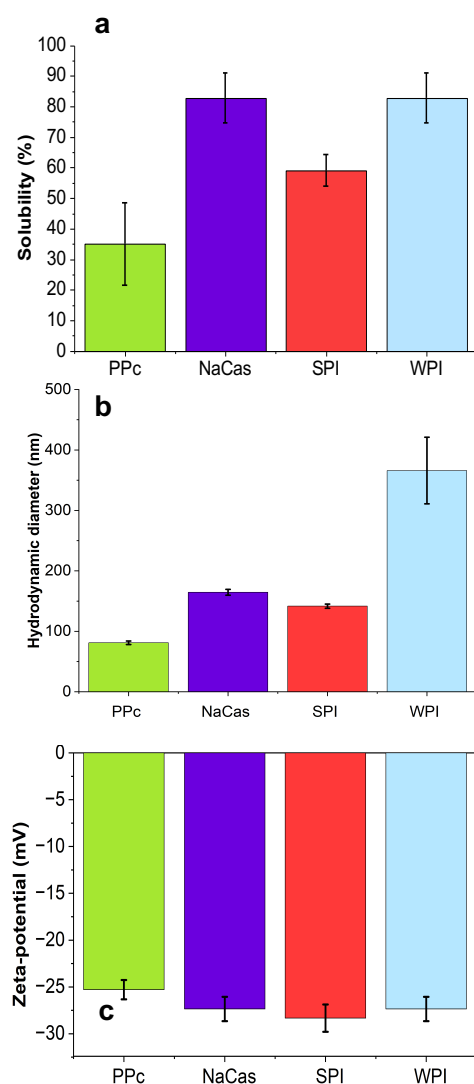 a
Solubility (%)
100
90
80
70
60
50
40
30
20
10
0
PPc NaCas SPI WPI
b
Hydrodynamic diameter (nm)
500
400
300
200
100
0
PPc NaCas SPI WPI
Zeta-potential (mV)
0
−5
−10
−15
−20
−25
−30
c
PPc NaCas SPI WPI